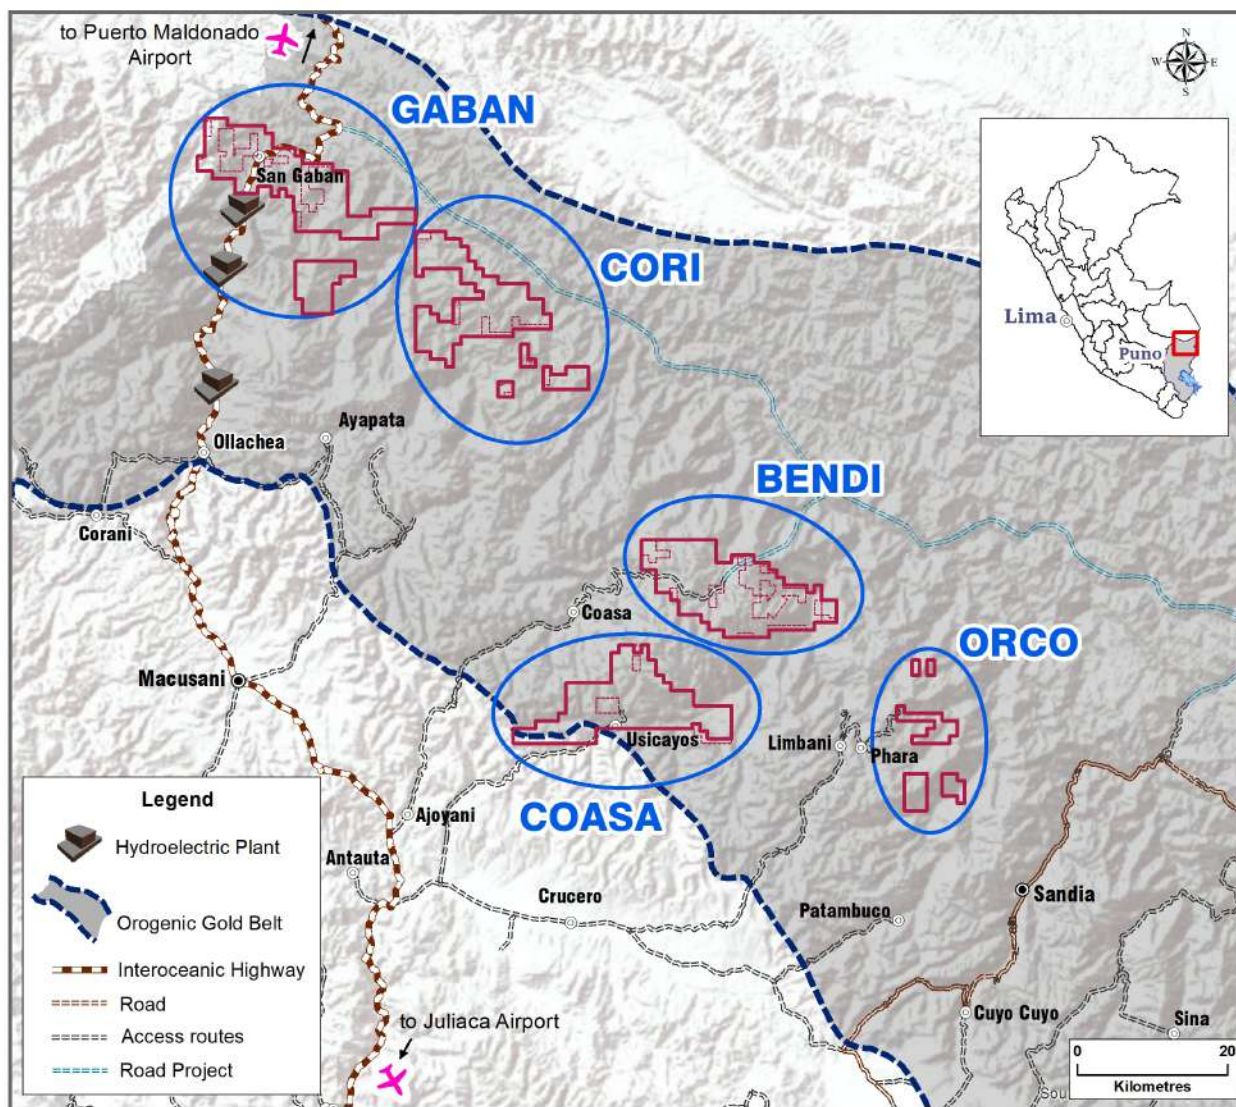 to Puerto Maldonado
Airport
N
W
E
S
GABAN
San Gaban
CORI
Lima
Puno
Ayapata
Ollachea
BENDI
Corani
Coasa
ORCO
Macusani
Usicayos
Limbani
Phara
COASA
Ajoyani
Antauta
Crucero
Patambuco
Sandia
Cuyo Cuyo
Sina
to Juliaca Airport
Legend
Hydroelectric Plant
Orogenic Gold Belt
Interoceanic Highway
Road
Access routes
Road Project
0
20
Kilometres